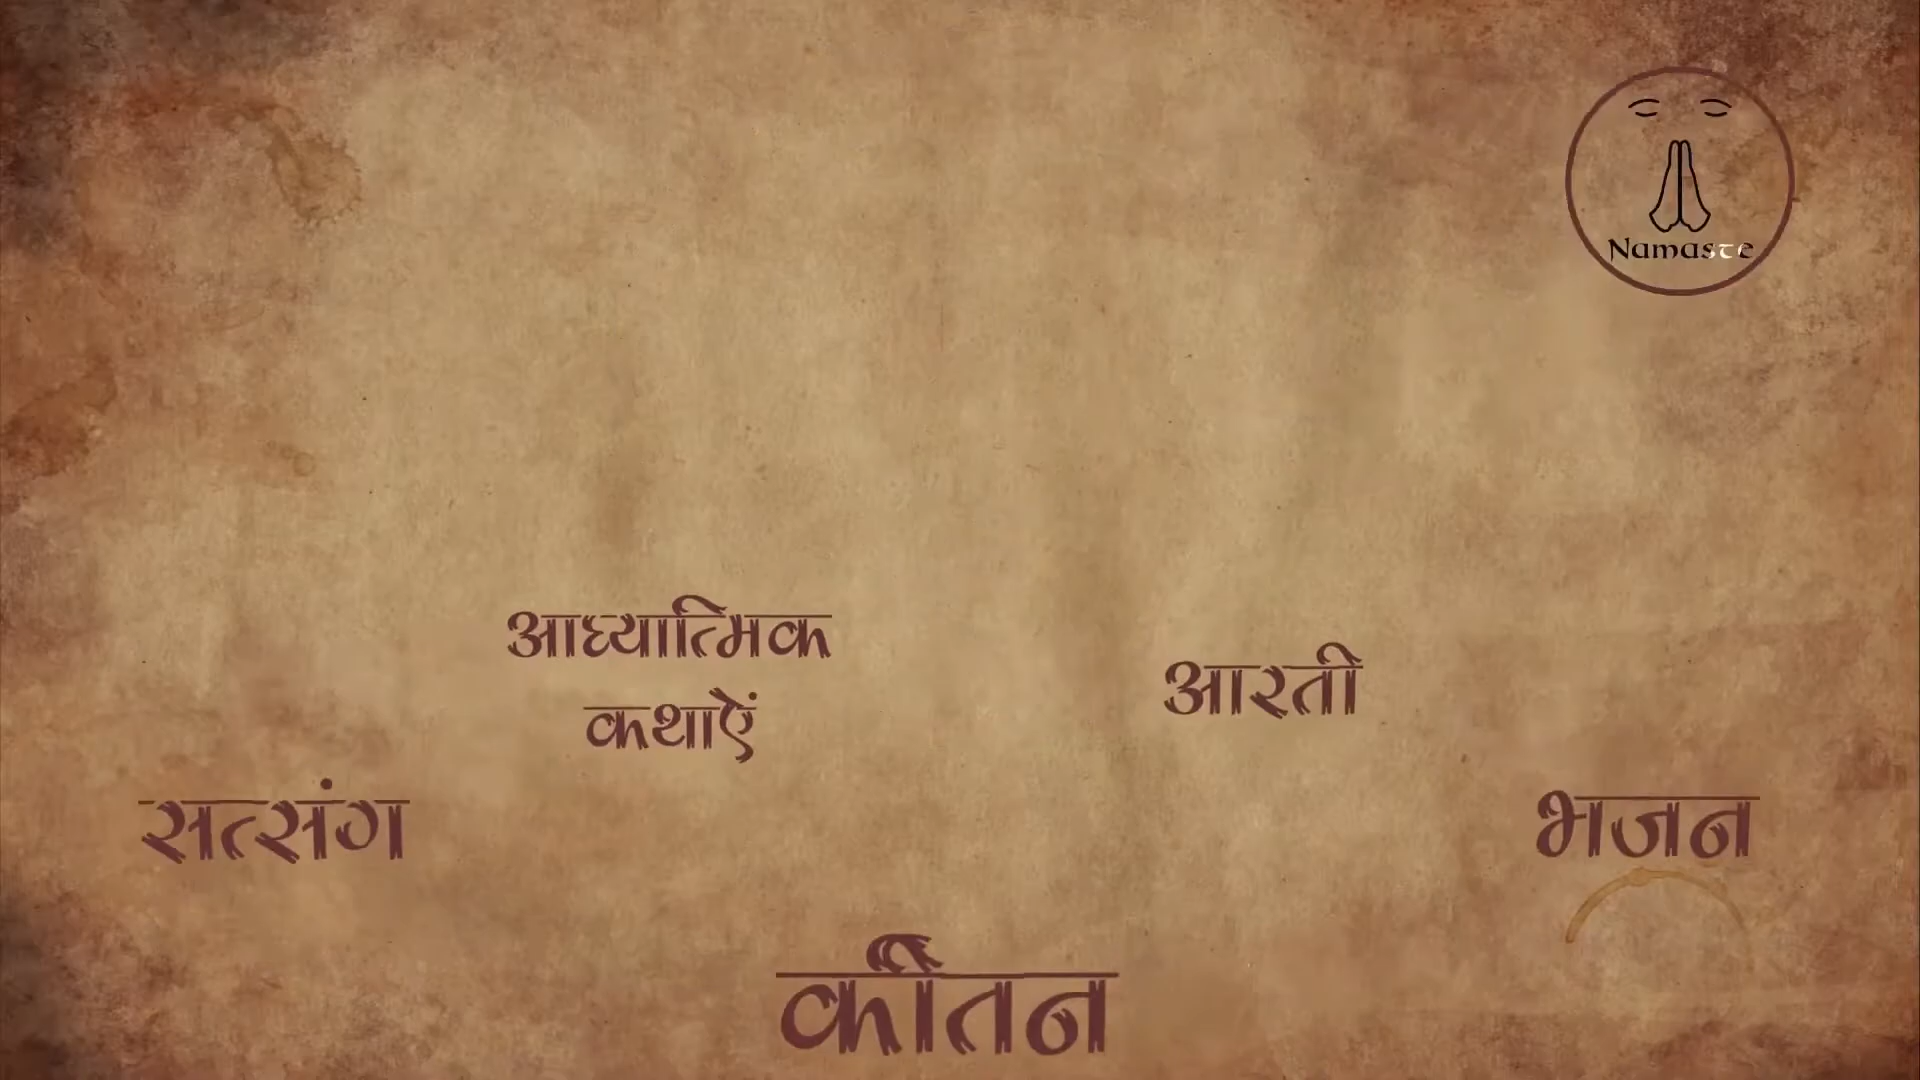 Namaste
आध्यात्मिक
कथाऐं
आरती
सत्संग
भजन
कीर्तन